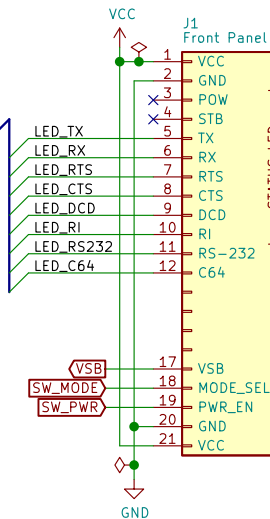 VCC
J1
Front Panel
1 VCC
2 GND
3 POW
4 STB
LED_TX 5 TX
LED_RX 6 RX
LED_RTS 7 RTS
LED_CTS 8 CTS
LED_DCD 9 DCD
LED_RI 10 RI
LED_RS232 11 RS-232
LED_C64 12 C64
VSB 17 VSB
SW_MODE 18 MODE_SEL
SW_PWR 19 PWR_EN
20 GND
21 VCC
GND